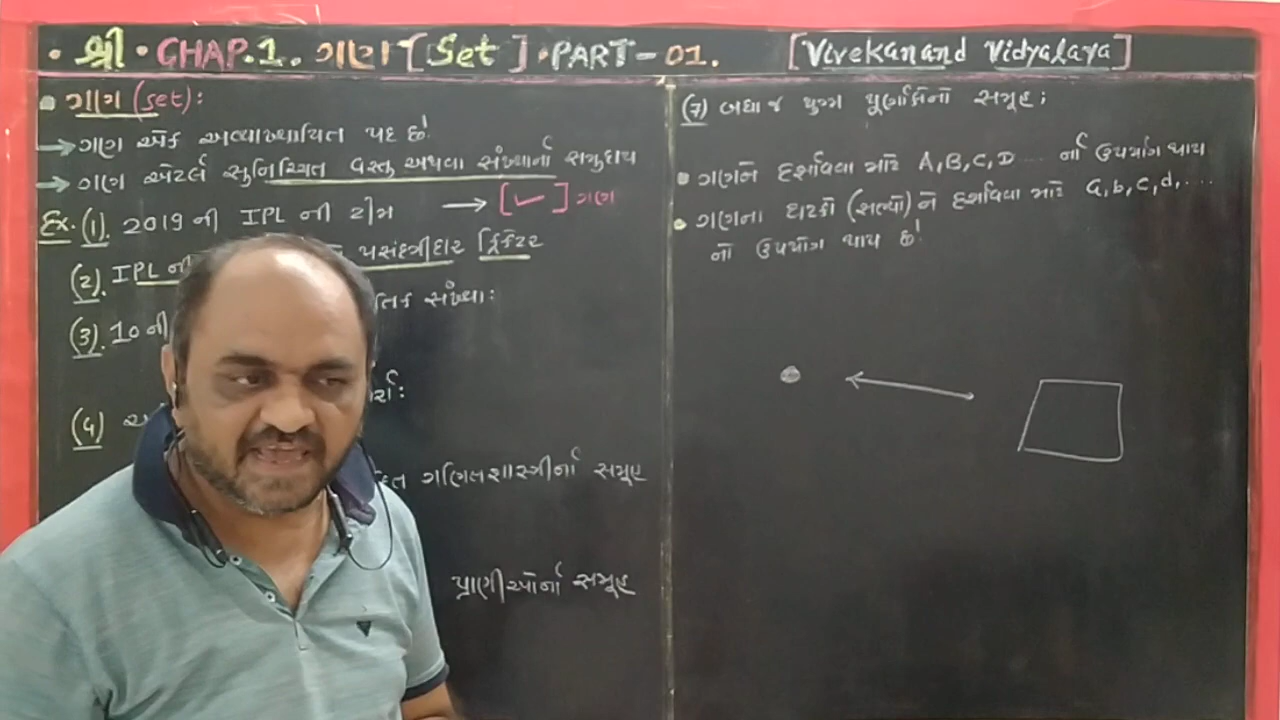 • શ્રી • CHAP.1. ગણ [Set] • PART - 01. [Vivekanand Vidyalaya]
• ગણ (set):
→ ગણ એક અવ્યાખ્યાયિત પદ છે.
→ ગણ એટલે સુનિશ્ચિત વસ્તુ અથવા સંખ્યાનો સમુદાય
Ex. (1). 2019 ની IPL ની ટીમ → [✓] ગણ
(2). IPL ની પસંદગીદાર ક્રિકેટર
(3). 10 ની સંખ્યા:
(4)
ગણિતશાસ્ત્રીનો સમૂહ
પ્રાણીઓનો સમૂહ
(7) બધા જ યુગ્મ પૂર્ણાંકોનો સમૂહ;
• ગણને દર્શાવવા માટે A, B, C, D .... નો ઉપયોગ થાય
• ગણના ઘટકો (સભ્યો) ને દર્શાવવા માટે a, b, c, d, ....
નો ઉપયોગ થાય છે.